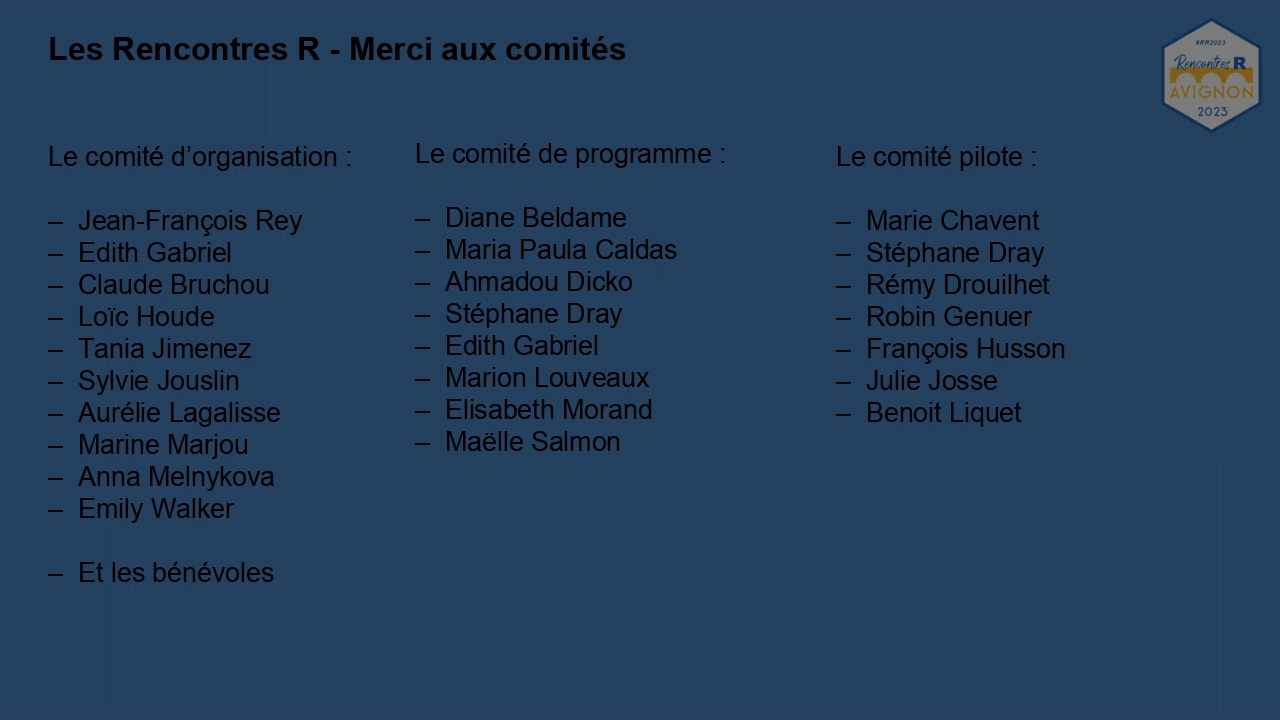 Les Rencontres R - Merci aux comités
#RR2023
Rencontres R
AVIGNON
2023
Le comité d’organisation :
– Jean-François Rey
– Edith Gabriel
– Claude Bruchou
– Loïc Houde
– Tania Jimenez
– Sylvie Jouslin
– Aurélie Lagalisse
– Marine Marjou
– Anna Melnykova
– Emily Walker
– Et les bénévoles
Le comité de programme :
– Diane Beldame
– Maria Paula Caldas
– Ahmadou Dicko
– Stéphane Dray
– Edith Gabriel
– Marion Louveaux
– Elisabeth Morand
– Maëlle Salmon
Le comité pilote :
– Marie Chavent
– Stéphane Dray
– Rémy Drouilhet
– Robin Genuer
– François Husson
– Julie Josse
– Benoit Liquet